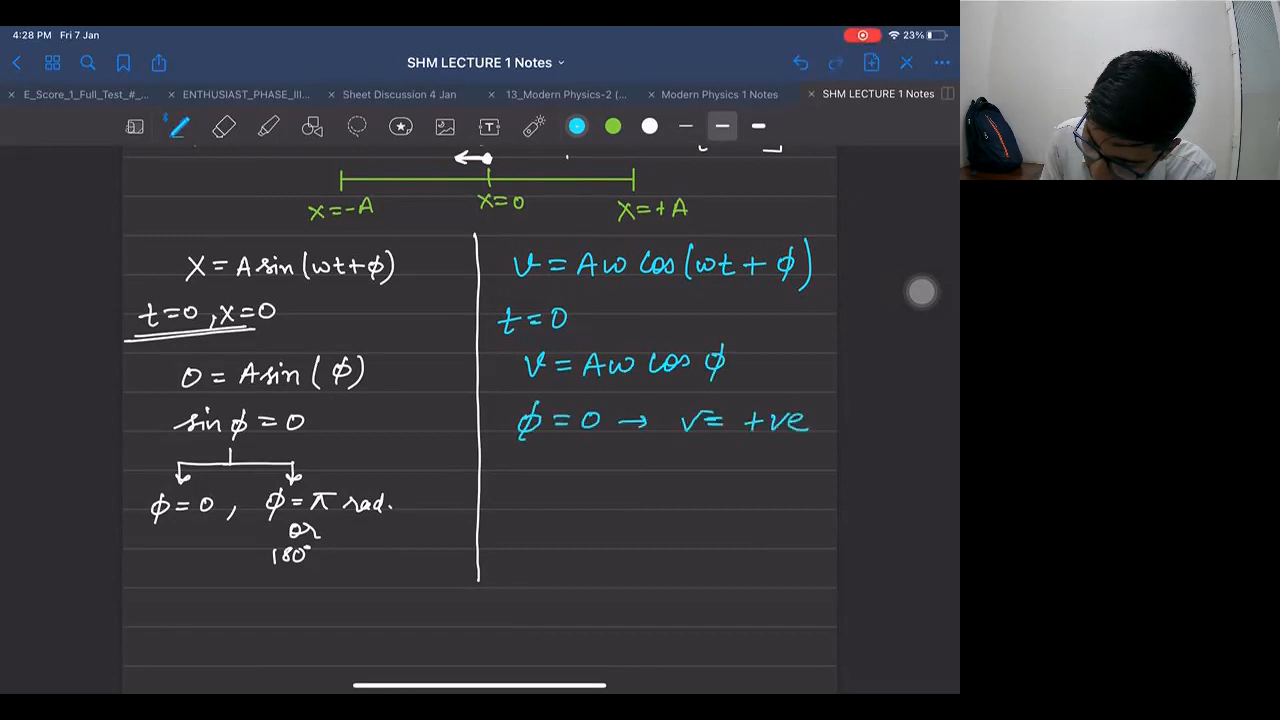 4:28 PM Fri 7 Jan
23%
SHM LECTURE 1 Notes
E_Score_1_Full_Test_#_...
ENTHUSIAST_PHASE_III...
Sheet Discussion 4 Jan
13_Modern Physics-2 (...
Modern Physics 1 Notes
SHM LECTURE 1 Notes
x=-A
x=0
x=+A
x = A sin(ωt+ϕ)
t=0, x=0
0 = A sin(ϕ)
sin ϕ = 0
ϕ=0, ϕ=π rad.
or
180°
v = Aω cos(ωt + ϕ)
t = 0
v = Aω cos ϕ
ϕ = 0 → v= +ve